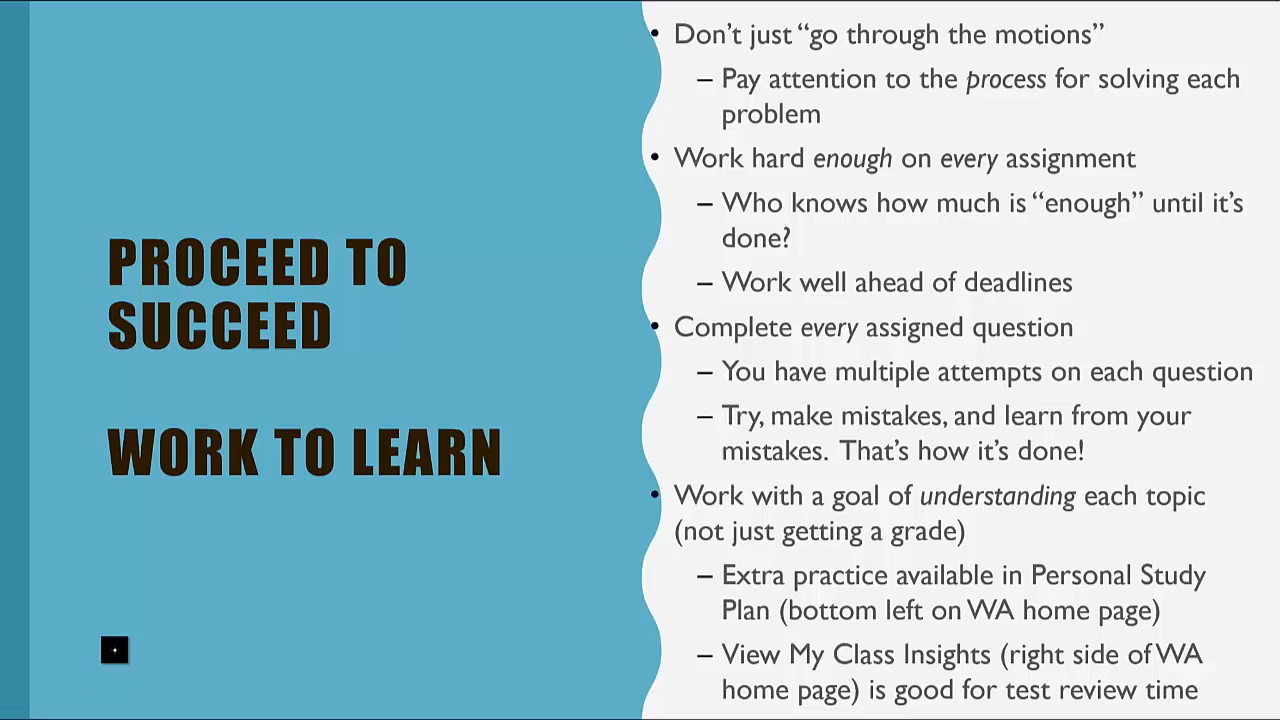 PROCEED TO
SUCCEED
WORK TO LEARN
• Don’t just “go through the motions”
– Pay attention to the process for solving each
problem
• Work hard enough on every assignment
– Who knows how much is “enough” until it’s
done?
– Work well ahead of deadlines
• Complete every assigned question
– You have multiple attempts on each question
– Try, make mistakes, and learn from your
mistakes. That’s how it’s done!
• Work with a goal of understanding each topic
(not just getting a grade)
– Extra practice available in Personal Study
Plan (bottom left on WA home page)
– View My Class Insights (right side of WA
home page) is good for test review time